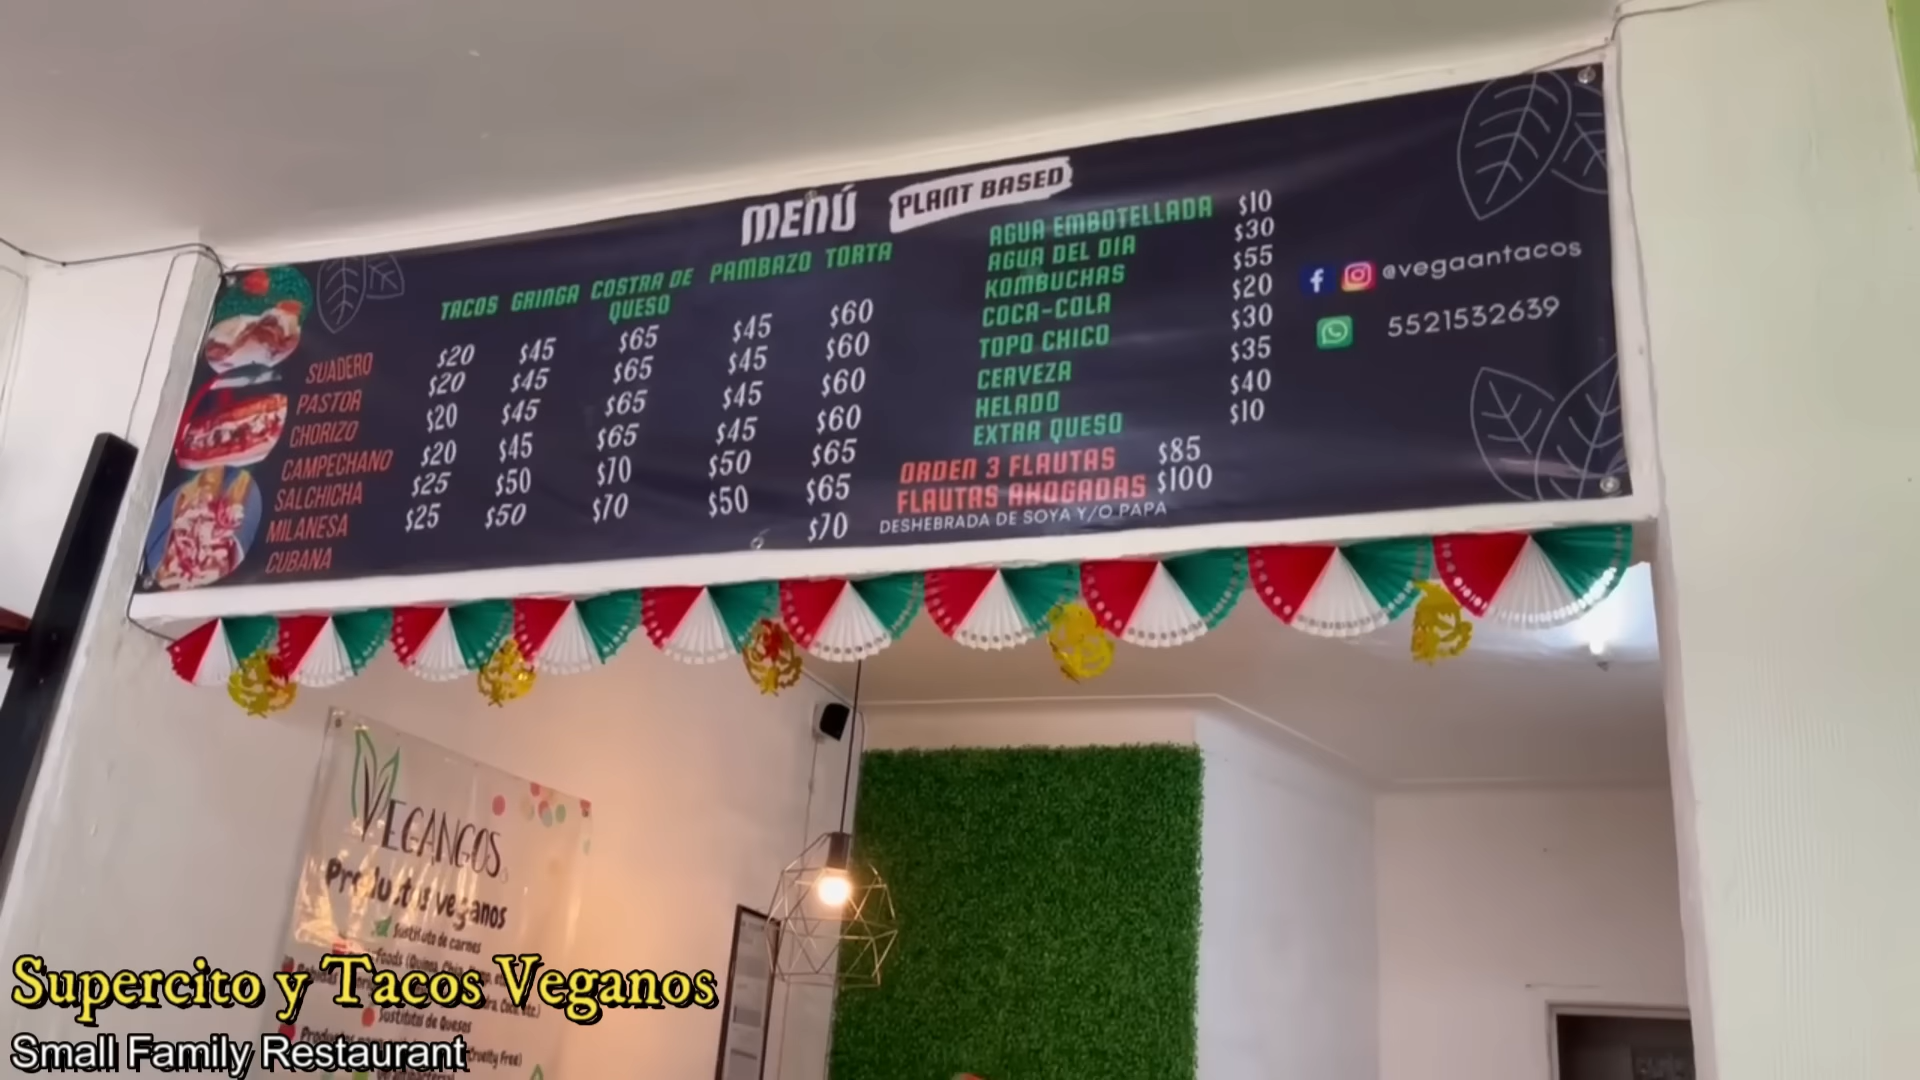 MENÚ PLANT BASED
TACOS GRINGA COSTRA DE QUESO PAMBAZO TORTA
SUADERO $20 $45 $65 $45 $60
PASTOR $20 $45 $65 $45 $60
CHORIZO $20 $45 $65 $45 $60
CAMPECHANO $20 $45 $65 $45 $60
SALCHICHA $25 $50 $70 $50 $65
MILANESA $25 $50 $70 $50 $65
CUBANA $70
AGUA EMBOTELLADA $10
AGUA DEL DIA $30
KOMBUCHAS $55
COCA-COLA $20
TOPO CHICO $30
CERVEZA $35
HELADO $40
EXTRA QUESO $10
ORDEN 3 FLAUTAS $85
FLAUTAS AHOGADAS $100
DESHEBRADA DE SOYA Y/O PAPA
@vegaantacos
5521532639
VEGANGOS
Productos veganos
Sustituto de carnes
Sustitutos de Quesos
Supercito y Tacos Veganos
Small Family Restaurant